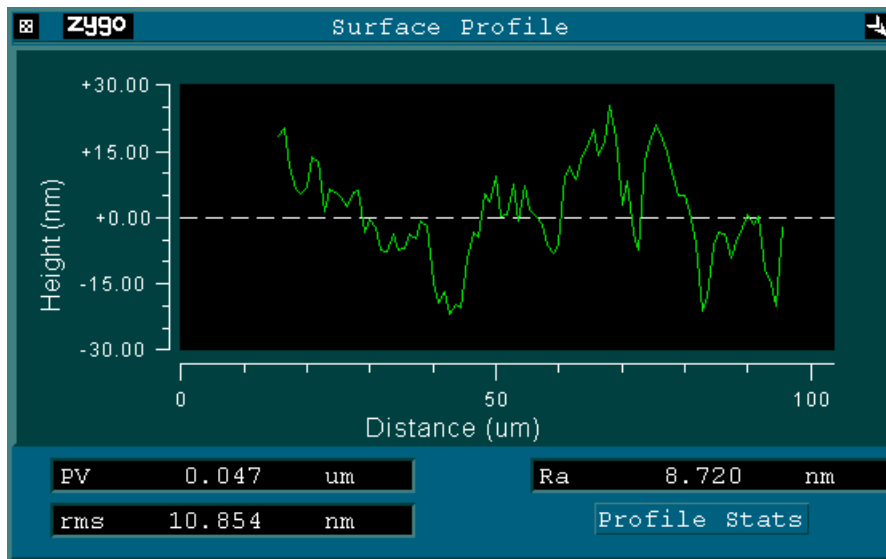 zygo Surface Profile
+30.00
+15.00
+0.00
-15.00
-30.00
Height (nm)
0 50 100
Distance (um)
PV 0.047 um Ra 8.720 nm
rms 10.854 nm Profile Stats